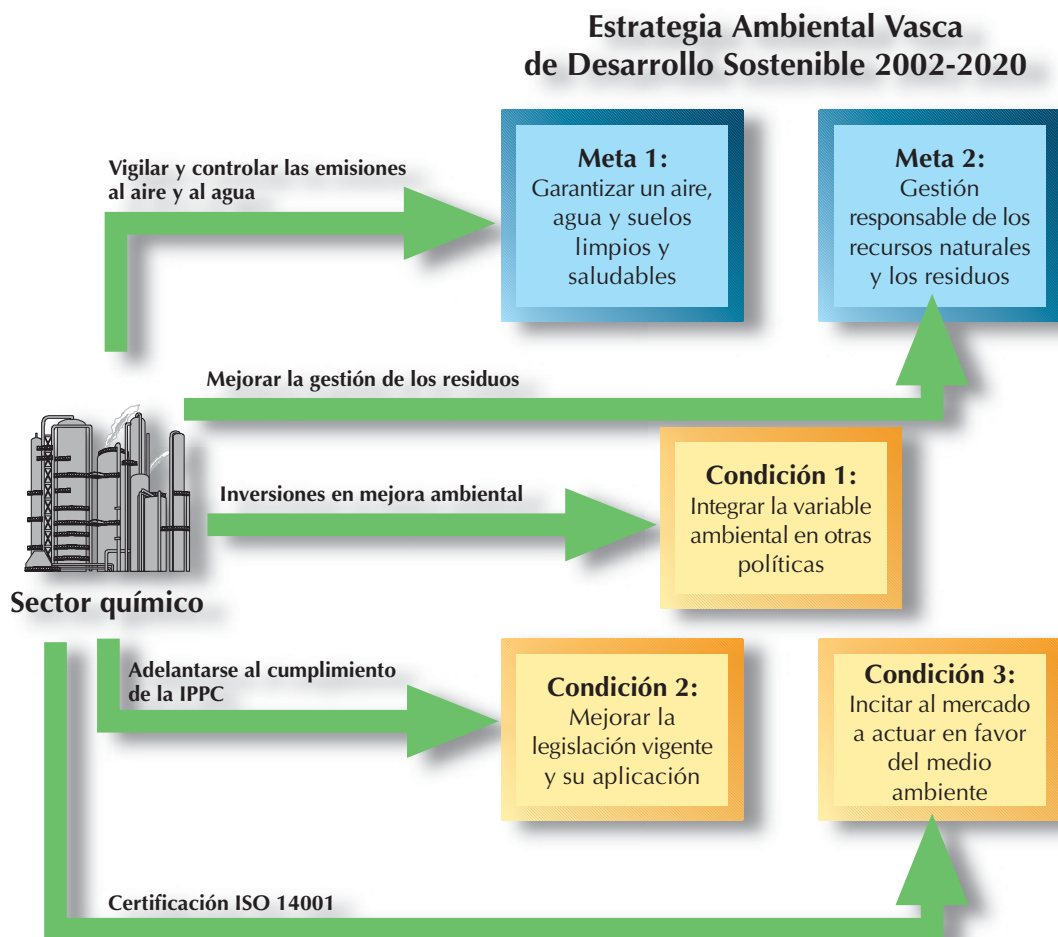 Estrategia Ambiental Vasca
de Desarrollo Sostenible 2002-2020
Vigilar y controlar las emisiones
al aire y al agua
Meta 1:
Garantizar un aire,
agua y suelos
limpios y
saludables
Meta 2:
Gestión
responsable de los
recursos naturales
y los residuos
Mejorar la gestión de los residuos
Inversiones en mejora ambiental
Condición 1:
Integrar la variable
ambiental en otras
políticas
Sector químico
Adelantarse al cumplimiento
de la IPPC
Condición 2:
Mejorar la
legislación vigente
y su aplicación
Condición 3:
Incitar al mercado
a actuar en favor
del medio
ambiente
Certificación ISO 14001